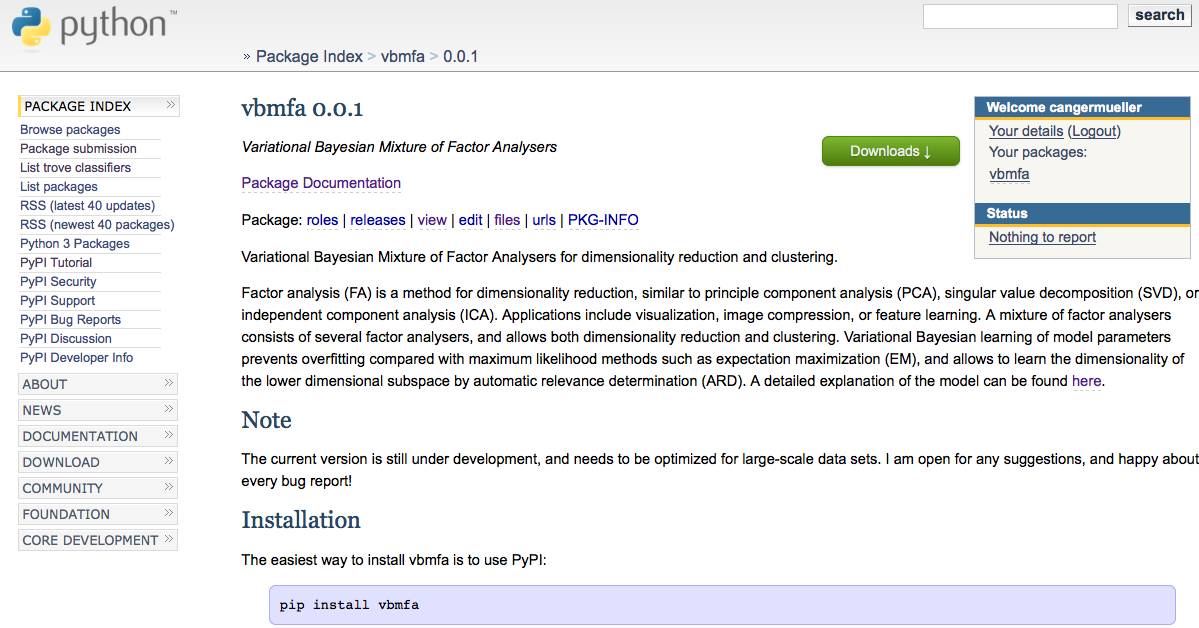 python™
search
» Package Index > vbmfa > 0.0.1
PACKAGE INDEX »
Browse packages
Package submission
List trove classifiers
List packages
RSS (latest 40 updates)
RSS (newest 40 packages)
Python 3 Packages
PyPI Tutorial
PyPI Security
PyPI Support
PyPI Bug Reports
PyPI Discussion
PyPI Developer Info
ABOUT »
NEWS »
DOCUMENTATION »
DOWNLOAD »
COMMUNITY »
FOUNDATION »
CORE DEVELOPMENT »
vbmfa 0.0.1
Variational Bayesian Mixture of Factor Analysers
Downloads ↓
Package Documentation
Package: roles | releases | view | edit | files | urls | PKG-INFO
Variational Bayesian Mixture of Factor Analysers for dimensionality reduction and clustering.
Factor analysis (FA) is a method for dimensionality reduction, similar to principle component analysis (PCA), singular value decomposition (SVD), or
independent component analysis (ICA). Applications include visualization, image compression, or feature learning. A mixture of factor analysers
consists of several factor analysers, and allows both dimensionality reduction and clustering. Variational Bayesian learning of model parameters
prevents overfitting compared with maximum likelihood methods such as expectation maximization (EM), and allows to learn the dimensionality of
the lower dimensional subspace by automatic relevance determination (ARD). A detailed explanation of the model can be found here.
Note
The current version is still under development, and needs to be optimized for large-scale data sets. I am open for any suggestions, and happy about
every bug report!
Installation
The easiest way to install vbmfa is to use PyPI:
pip install vbmfa
Welcome cangermueller
Your details (Logout)
Your packages:
vbmfa
Status
Nothing to report